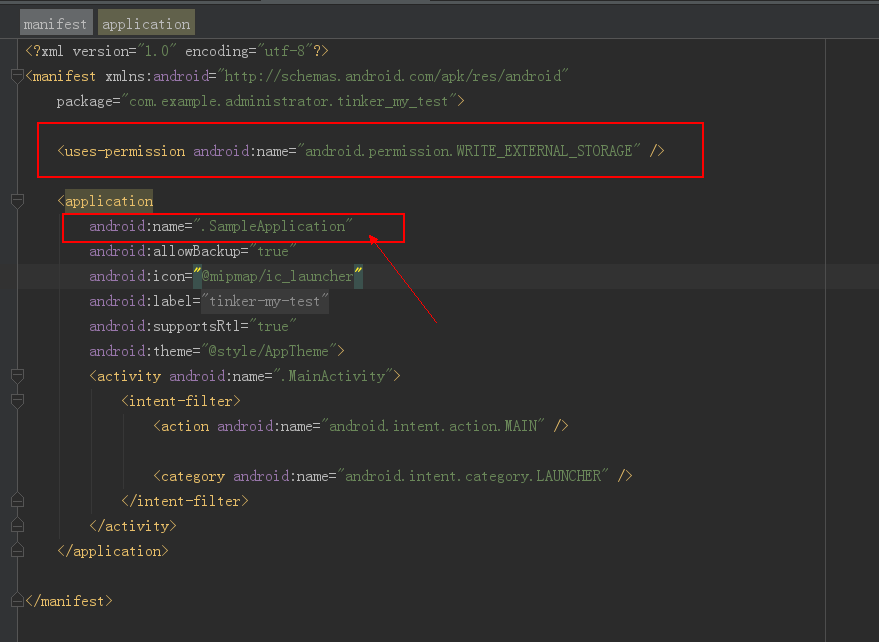 manifest application
<?xml version="1.0" encoding="utf-8"?>
<manifest xmlns:android="http://schemas.android.com/apk/res/android"
package="com.example.administrator.tinker_my_test">
<uses-permission android:name="android.permission.WRITE_EXTERNAL_STORAGE" />
<application
android:name=".SampleApplication"
android:allowBackup="true"
android:icon="@mipmap/ic_launcher"
android:label="tinker-my-test"
android:supportsRtl="true"
android:theme="@style/AppTheme">
<activity android:name=".MainActivity">
<intent-filter>
<action android:name="android.intent.action.MAIN" />
<category android:name="android.intent.category.LAUNCHER" />
</intent-filter>
</activity>
</application>
</manifest>